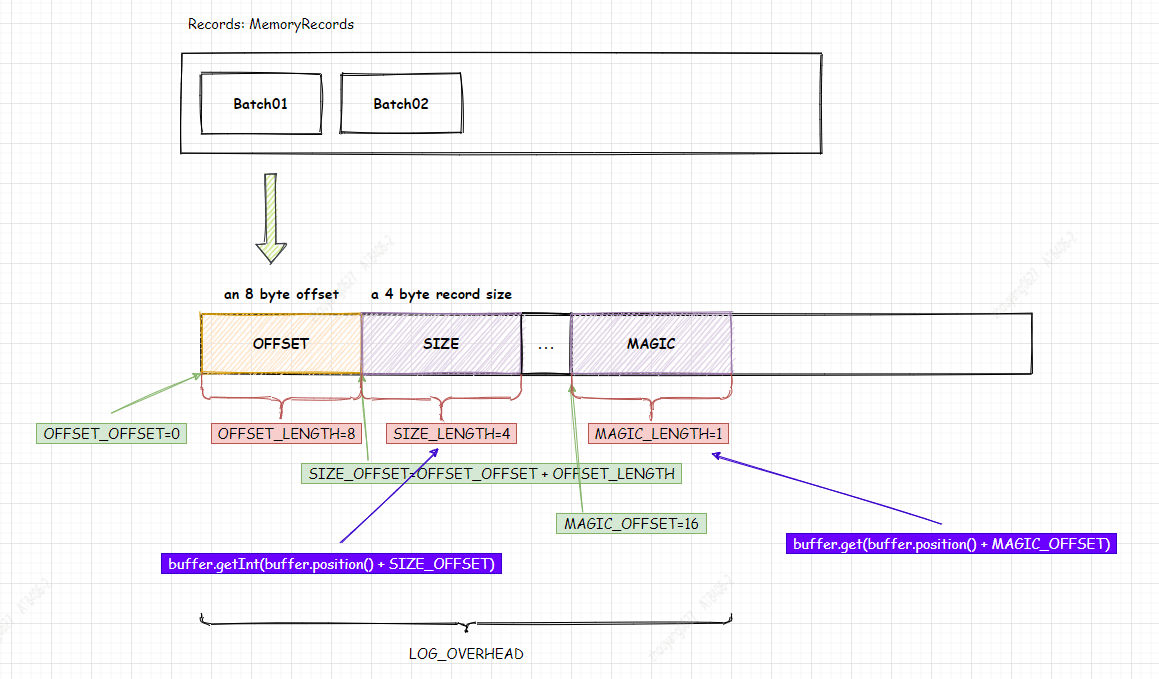 Records: MemoryRecords
Batch01
Batch02
an 8 byte offset
a 4 byte record size
OFFSET
SIZE
...
MAGIC
OFFSET_OFFSET=0
OFFSET_LENGTH=8
SIZE_LENGTH=4
MAGIC_LENGTH=1
SIZE_OFFSET=OFFSET_OFFSET + OFFSET_LENGTH
MAGIC_OFFSET=16
buffer.get(buffer.position() + MAGIC_OFFSET)
buffer.getInt(buffer.position() + SIZE_OFFSET)
LOG_OVERHEAD